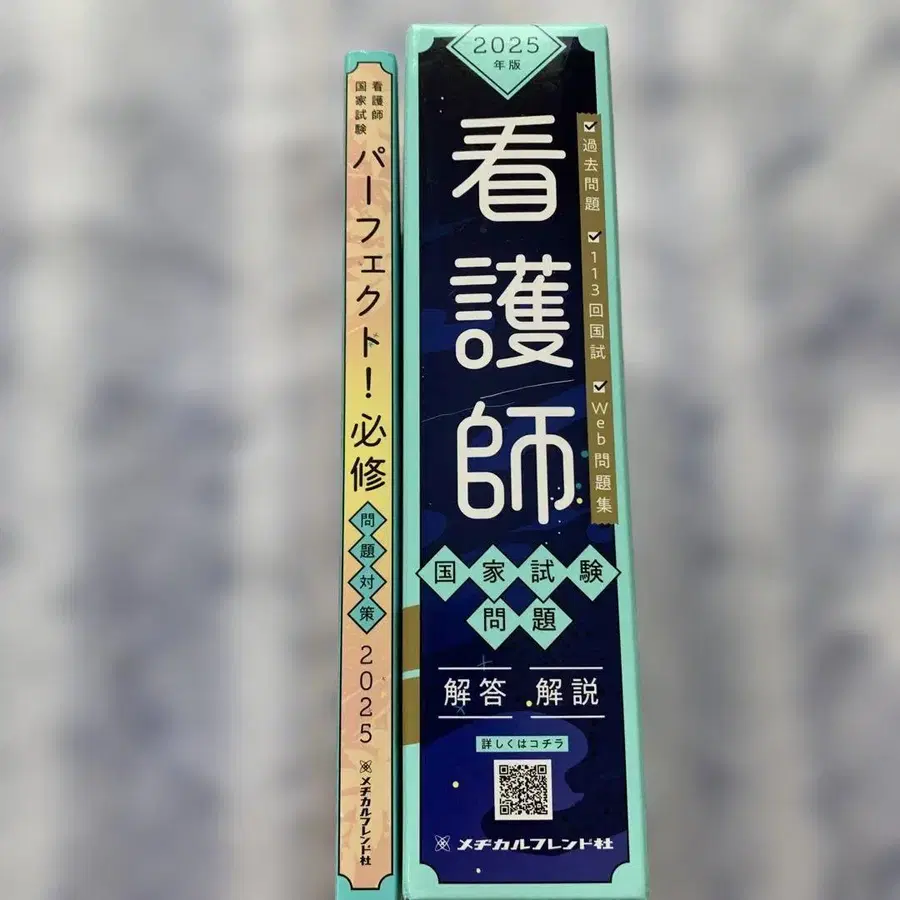 看護師
国家試験
パーフェクト!必修
問題対策
2025
メヂカルフレンド社
2025
年版
看護師
過去問題
113回国試
Web問題集
国家試験
問題
解答 解説
詳しくはコチラ
メヂカルフレンド社